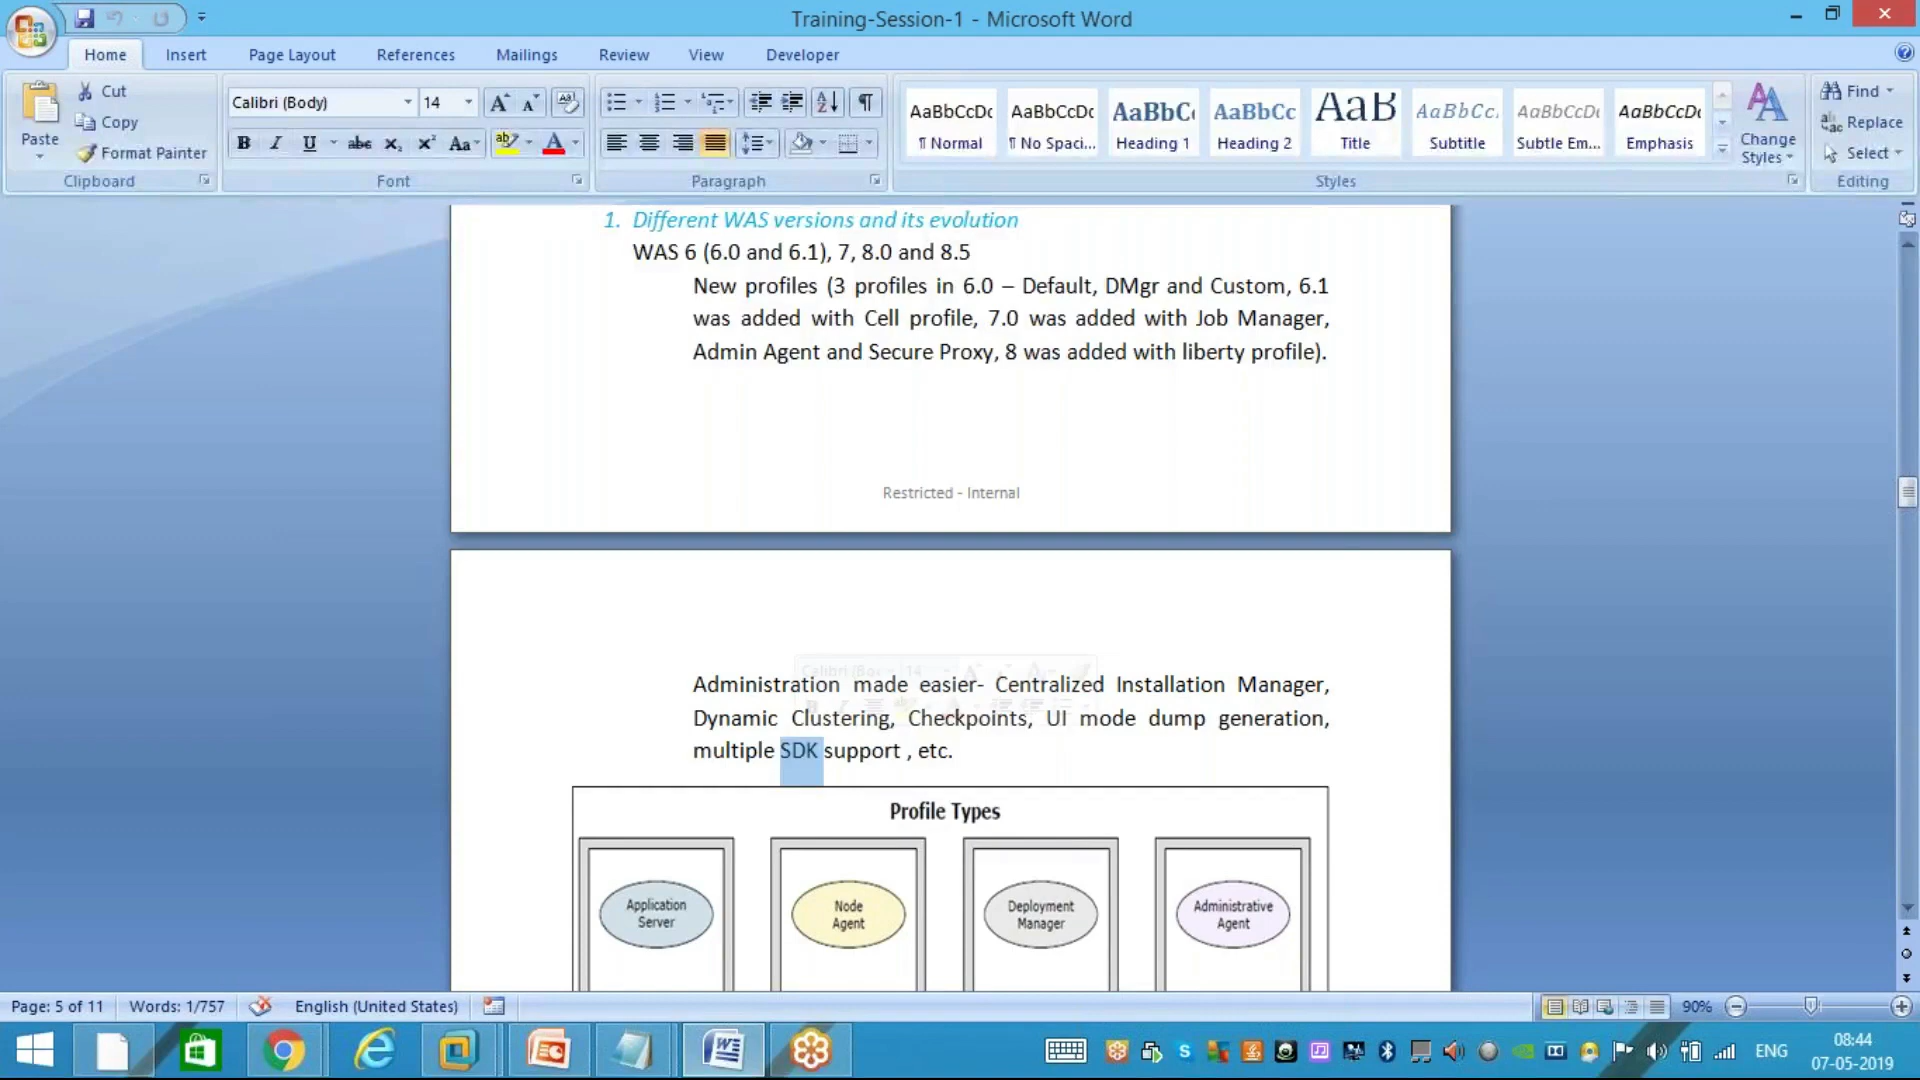 Training-Session-1 - Microsoft Word
Home Insert Page Layout References Mailings Review View Developer
Paste
Cut
Copy
Format Painter
Clipboard
Calibri (Body) 14
B I U abc X₂ X² Aa
Font
Paragraph
AaBbCcDc AaBbCcDc AaBbC AaBbCc AaB AaBbCc. AaBbCcDc AaBbCcDc
¶ Normal ¶ No Spaci... Heading 1 Heading 2 Title Subtitle Subtle Em... Emphasis
Change Styles
Styles
Find
Replace
Select
Editing
1. Different WAS versions and its evolution
WAS 6 (6.0 and 6.1), 7, 8.0 and 8.5
New profiles (3 profiles in 6.0 – Default, DMgr and Custom, 6.1
was added with Cell profile, 7.0 was added with Job Manager,
Admin Agent and Secure Proxy, 8 was added with liberty profile).
Restricted - Internal
Administration made easier- Centralized Installation Manager,
Dynamic Clustering, Checkpoints, UI mode dump generation,
multiple SDK support , etc.
Profile Types
Application Server
Node Agent
Deployment Manager
Administrative Agent
Page: 5 of 11 Words: 1/757 English (United States) 90%
ENG
08:44
07-05-2019